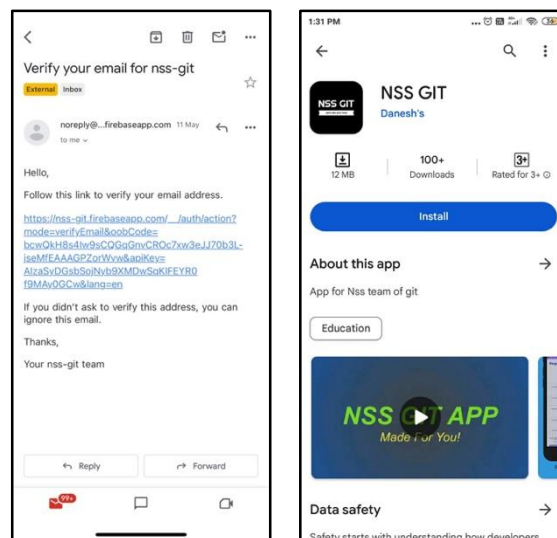 Verify your email for nss-git
External Inbox
noreply@...firebaseapp.com 11 May
to me
Hello,
Follow this link to verify your email address.
https://nss-git.firebaseapp.com/__/auth/action?
mode=verifyEmail&oobCode=
bcwQkH8s4lw9sCQGqGnvCROc7xw3eJJ70b3L-
jseMfEAAAGPZorWvw&apiKey=
AIzaSyDGsbSojNvb9XMDwSqKIFEYR0
f9MAy0GCw&lang=en
If you didn't ask to verify this address, you can
ignore this email.
Thanks,
Your nss-git team
Reply Forward
99+
1:31 PM
NSS GIT
NSS GIT
Danesh's
100+ 3+
12 MB Downloads Rated for 3+
Install
About this app
App for Nss team of git
Education
NSS GIT APP
Made For You!
Data safety
Safety starts with understanding how developers